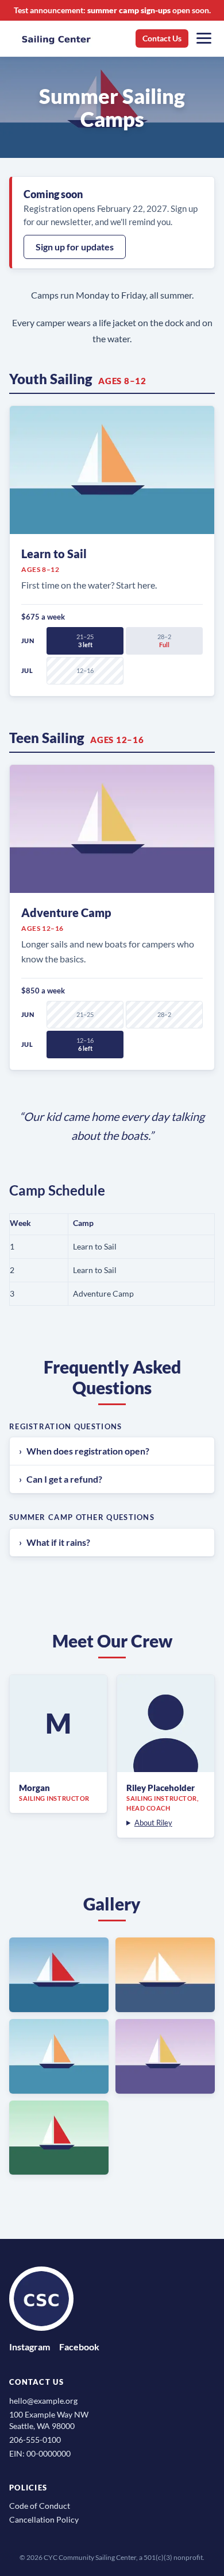 Test announcement: summer camp sign-ups open soon.
Sailing Center
Contact Us
Summer Sailing
Camps
Coming soon
Registration opens February 22, 2027. Sign up
for our newsletter, and we'll remind you.
Sign up for updates
Camps run Monday to Friday, all summer.
Every camper wears a life jacket on the dock and on
the water.
Youth Sailing AGES 8–12
Learn to Sail
AGES 8–12
First time on the water? Start here.
$675 a week
JUN
21–25
3 left
28–2
Full
JUL
12–16
Teen Sailing AGES 12–16
Adventure Camp
AGES 12–16
Longer sails and new boats for campers who
know the basics.
$850 a week
JUN
21–25
28–2
JUL
12–16
6 left
“Our kid came home every day talking
about the boats.”
Camp Schedule
Week Camp
1 Learn to Sail
2 Learn to Sail
3 Adventure Camp
Frequently Asked
Questions
REGISTRATION QUESTIONS
› When does registration open?
› Can I get a refund?
SUMMER CAMP OTHER QUESTIONS
› What if it rains?
Meet Our Crew
M
Morgan
SAILING INSTRUCTOR
Riley Placeholder
SAILING INSTRUCTOR,
HEAD COACH
▶ About Riley
Gallery
CSC
Instagram Facebook
CONTACT US
hello@example.org
100 Example Way NW
Seattle, WA 98000
206-555-0100
EIN: 00-0000000
POLICIES
Code of Conduct
Cancellation Policy
© 2026 CYC Community Sailing Center, a 501(c)(3) nonprofit.